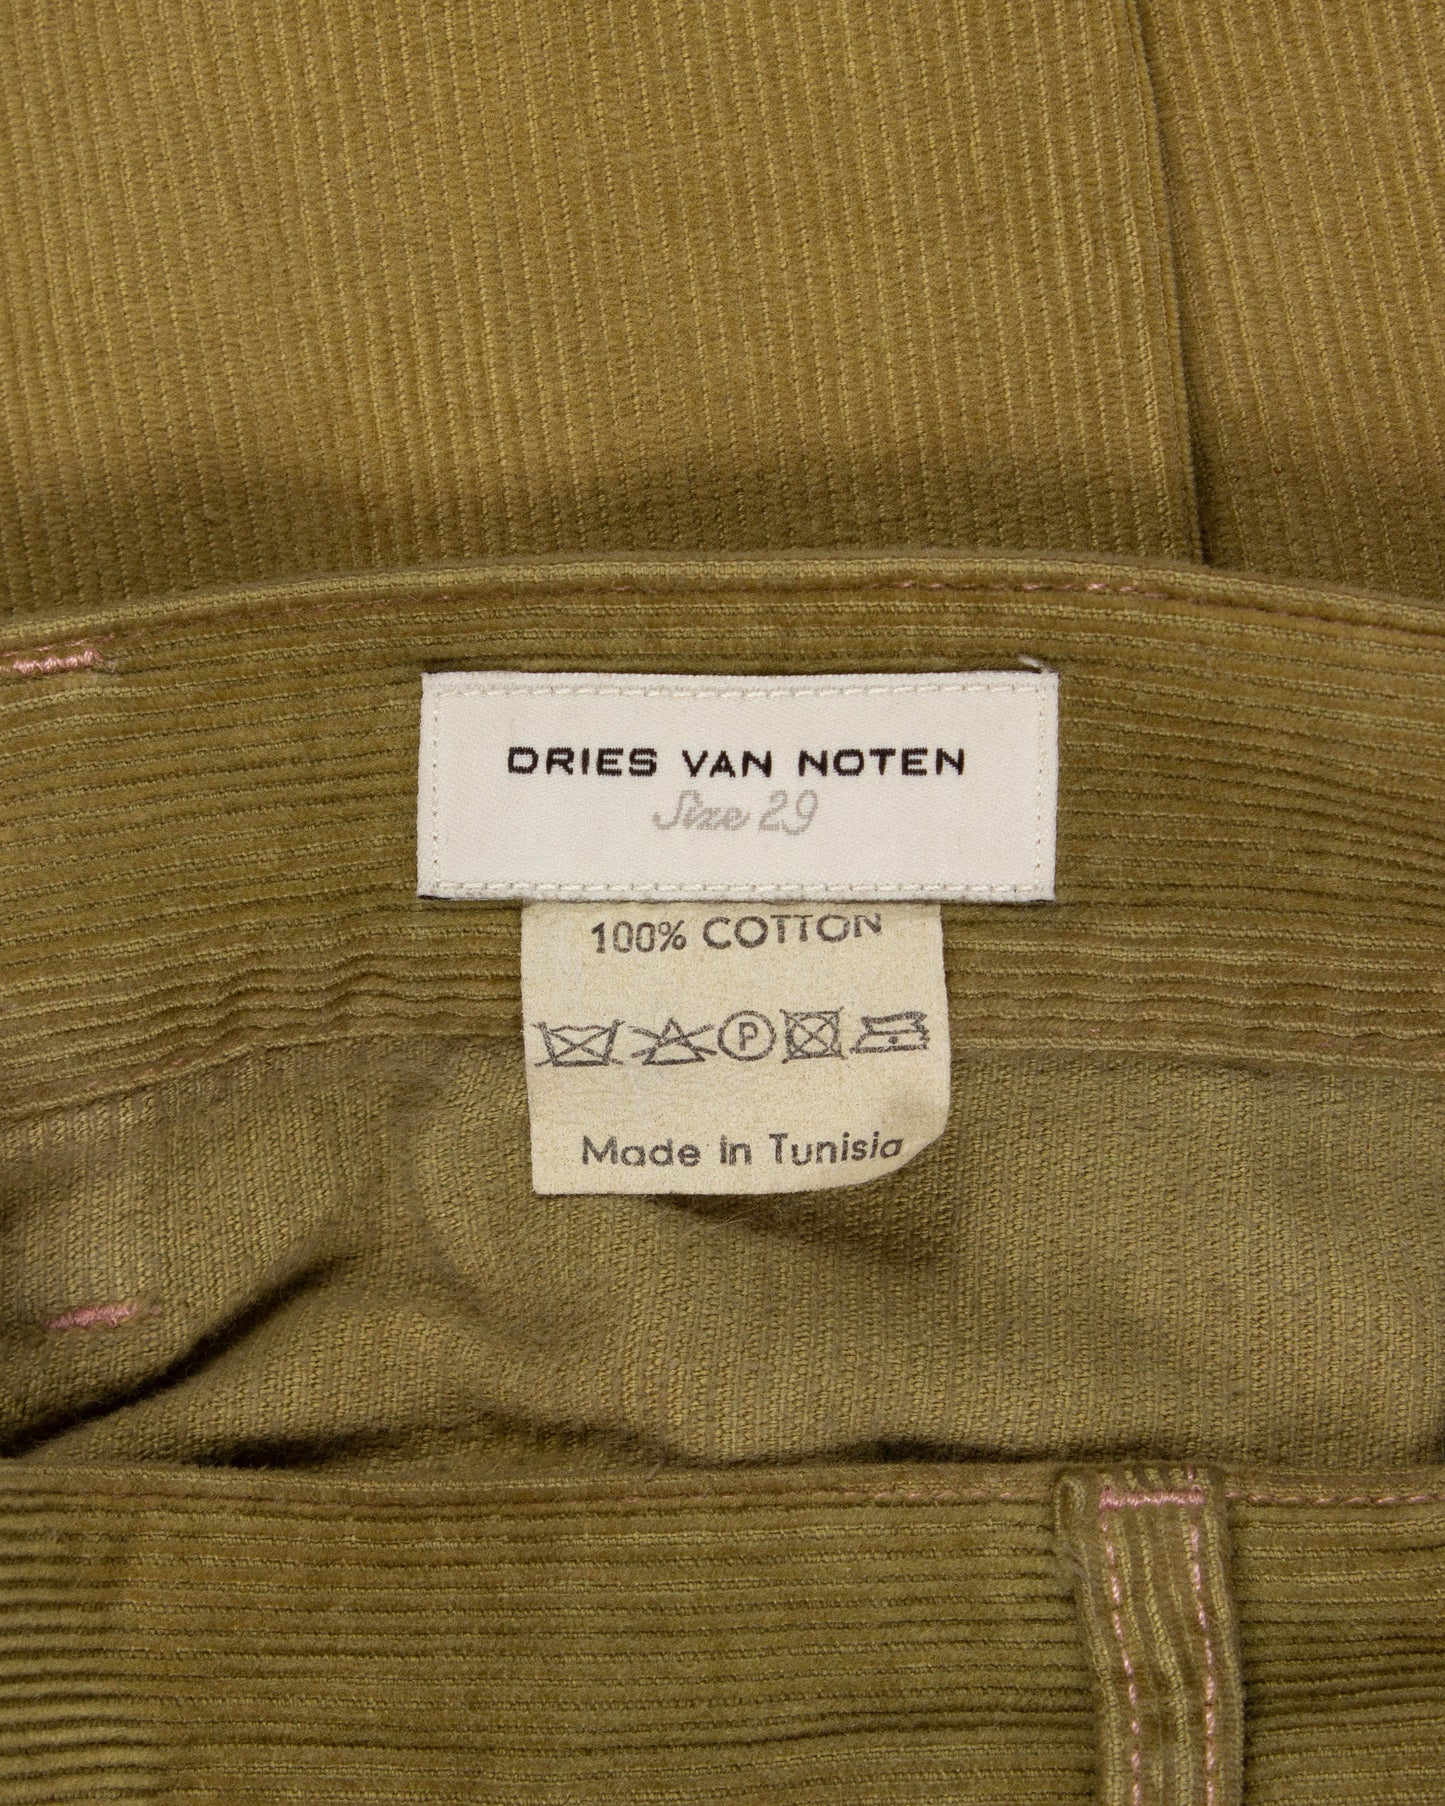 DRIES VAN NOTEN
Size 29
100% COTTON
P
Made in Tunisia